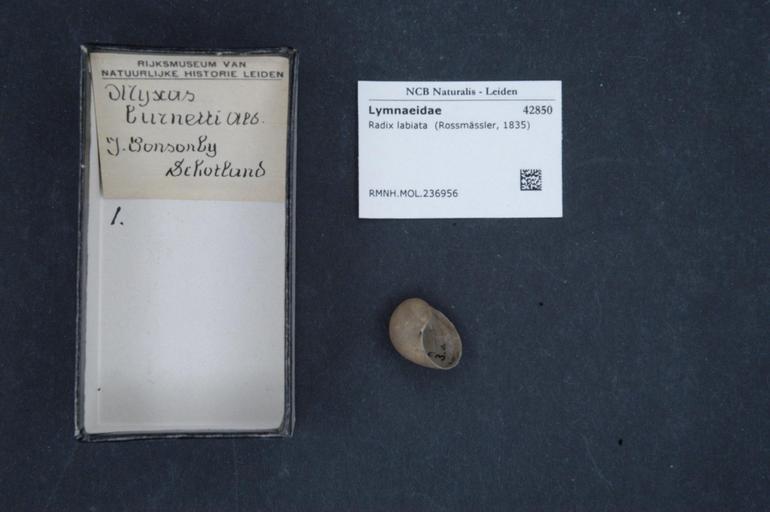 RIJKSMUSEUM VAN
NATUURLIJKE HISTORIE LEIDEN
Myxas
burnetti Alb.
J. Ponsonby
Schotland
1.
NCB Naturalis - Leiden
Lymnaeidae 42850
Radix labiata (Rossmässler, 1835)
RMNH.MOL.236956